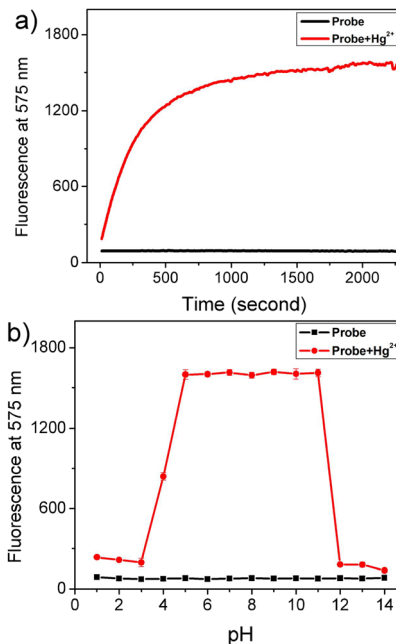 a)
Probe
Probe+Hg²⁺
1800
1200
600
0
Fluorescence at 575 nm
0 500 1000 1500 2000
Time (second)
b)
Probe
Probe+Hg²⁺
1800
1200
600
0
Fluorescence at 575 nm
0 2 4 6 8 10 12 14
pH